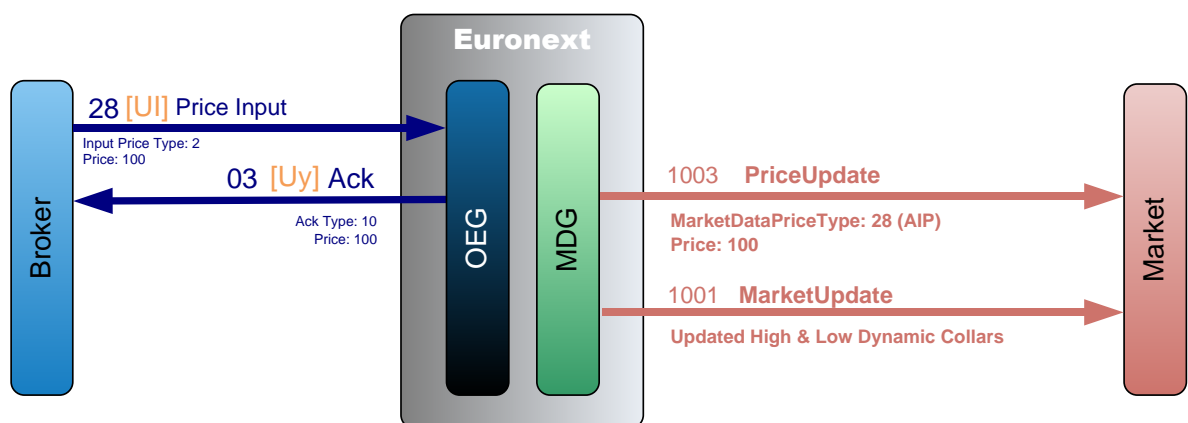 Euronext
28 [UI] Price Input
Input Price Type: 2
Price: 100
03 [Uy] Ack
Ack Type: 10
Price: 100
Broker
OEG
MDG
1003 PriceUpdate
MarketDataPriceType: 28 (AIP)
Price: 100
1001 MarketUpdate
Updated High & Low Dynamic Collars
Market